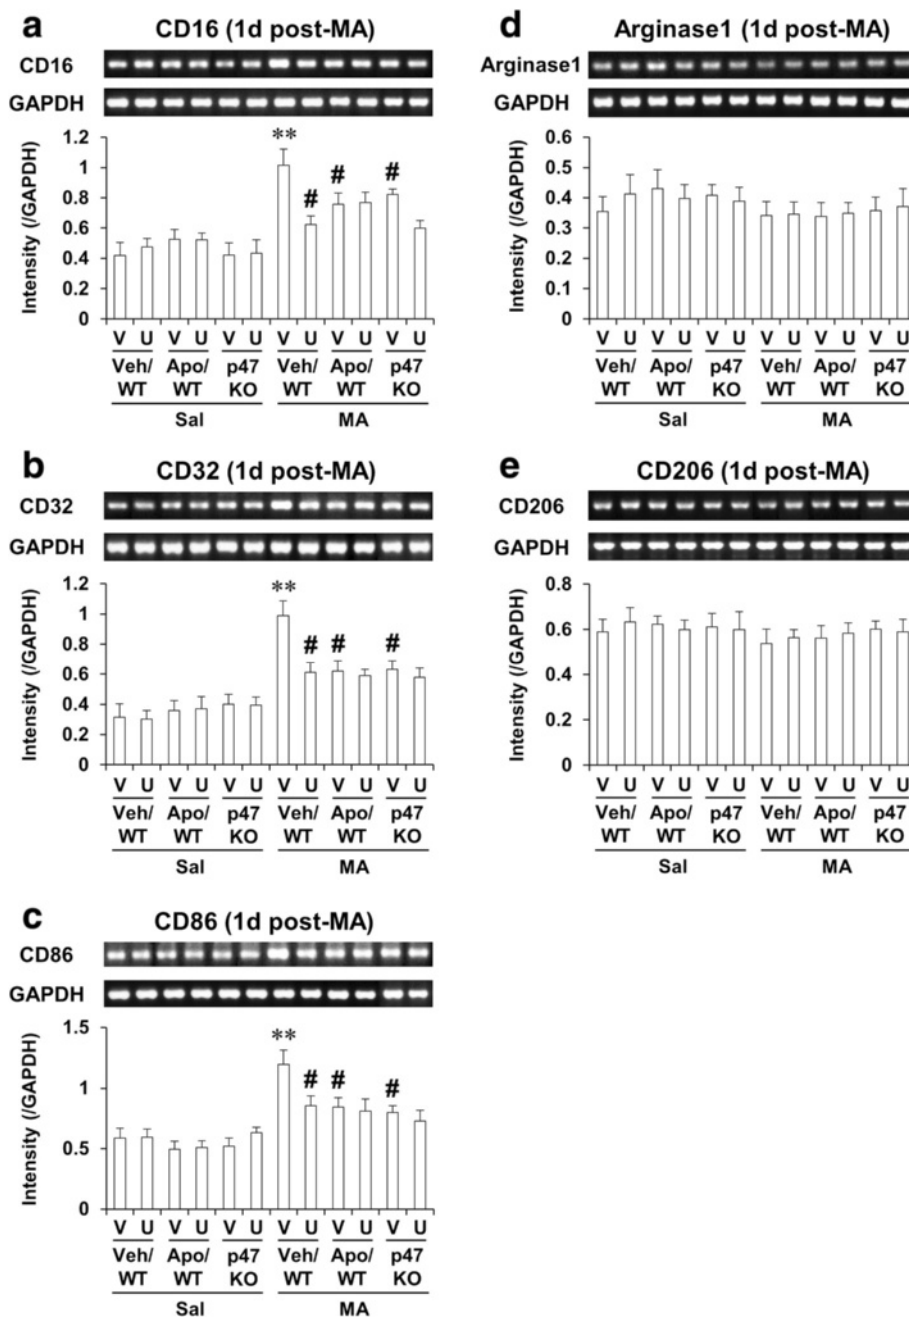 a
CD16 (1d post-MA)
CD16
GAPDH
Intensity (/GAPDH)
1.2
1
0.8
0.6
0.4
0.2
0
**
#
#
#
V U V U V U V U V U V U
Veh/ Apo/ p47 Veh/ Apo/ p47
WT WT KO WT WT KO
Sal MA
b
CD32 (1d post-MA)
CD32
GAPDH
Intensity (/GAPDH)
1.2
1
0.8
0.6
0.4
0.2
0
**
# # #
V U V U V U V U V U V U
Veh/ Apo/ p47 Veh/ Apo/ p47
WT WT KO WT WT KO
Sal MA
c
CD86 (1d post-MA)
CD86
GAPDH
Intensity (/GAPDH)
1.5
1
0.5
0
**
# # #
V U V U V U V U V U V U
Veh/ Apo/ p47 Veh/ Apo/ p47
WT WT KO WT WT KO
Sal MA
d
Arginase1 (1d post-MA)
Arginase1
GAPDH
Intensity (/GAPDH)
0.6
0.5
0.4
0.3
0.2
0.1
0
V U V U V U V U V U V U
Veh/ Apo/ p47 Veh/ Apo/ p47
WT WT KO WT WT KO
Sal MA
e
CD206 (1d post-MA)
CD206
GAPDH
Intensity (/GAPDH)
0.8
0.6
0.4
0.2
0
V U V U V U V U V U V U
Veh/ Apo/ p47 Veh/ Apo/ p47
WT WT KO WT WT KO
Sal MA